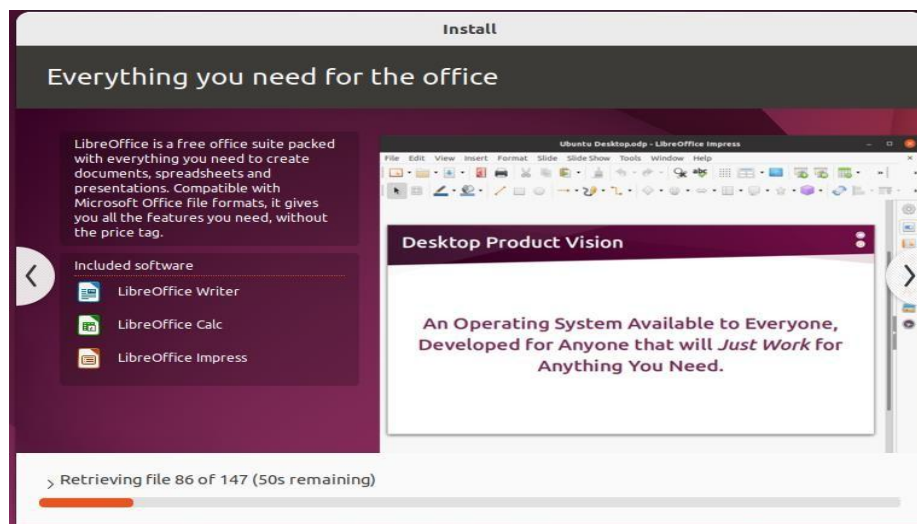 Install
Everything you need for the office
LibreOffice is a free office suite packed
with everything you need to create
documents, spreadsheets and
presentations. Compatible with
Microsoft Office file formats, it gives
you all the features you need, without
the price tag.
Included software
LibreOffice Writer
LibreOffice Calc
LibreOffice Impress
Ubuntu Desktop.odp - LibreOffice Impress
File Edit View Insert Format Slide Slide Show Tools Window Help
Desktop Product Vision
An Operating System Available to Everyone,
Developed for Anyone that will Just Work for
Anything You Need.
Retrieving file 86 of 147 (50s remaining)